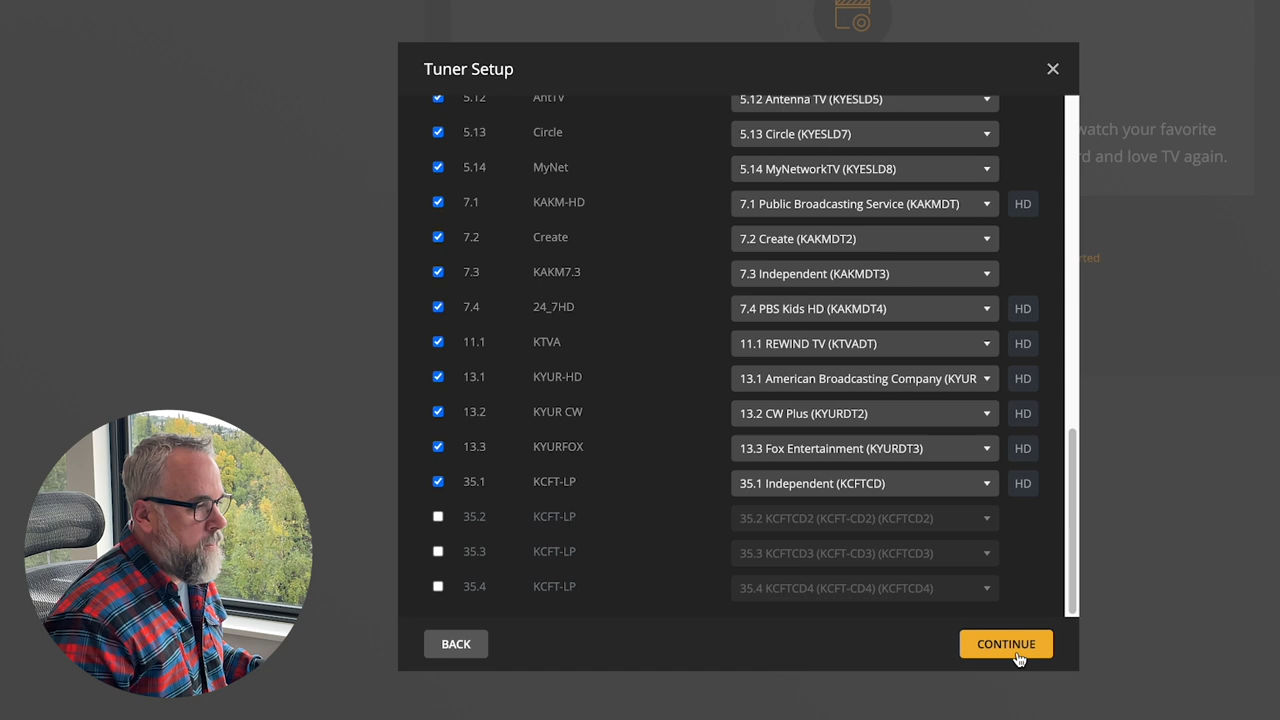 Tuner Setup
5.12 AntTV 5.12 Antenna TV (KYESLD5)
5.13 Circle 5.13 Circle (KYESLD7)
5.14 MyNet 5.14 MyNetworkTV (KYESLD8)
7.1 KAKM-HD 7.1 Public Broadcasting Service (KAKMDT) HD
7.2 Create 7.2 Create (KAKMDT2)
7.3 KAKM7.3 7.3 Independent (KAKMDT3)
7.4 24_7HD 7.4 PBS Kids HD (KAKMDT4) HD
11.1 KTVA 11.1 REWIND TV (KTVADT) HD
13.1 KYUR-HD 13.1 American Broadcasting Company (KYUR HD
13.2 KYUR CW 13.2 CW Plus (KYURDT2) HD
13.3 KYURFOX 13.3 Fox Entertainment (KYURDT3) HD
35.1 KCFT-LP 35.1 Independent (KCFTCD) HD
35.2 KCFT-LP 35.2 KCFTCD2 (KCFT-CD2) (KCFTCD2)
35.3 KCFT-LP 35.3 KCFTCD3 (KCFT-CD3) (KCFTCD3)
35.4 KCFT-LP 35.4 KCFTCD4 (KCFT-CD4) (KCFTCD4)
BACK CONTINUE
watch your favorite
rd and love TV again.
rted